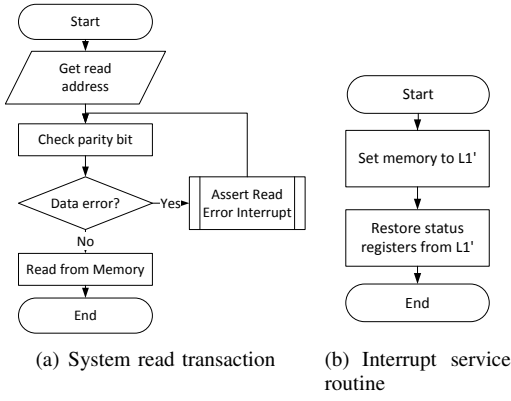 Start
Get read
address
Check parity bit
Data error?
Yes
Assert Read
Error Interrupt
No
Read from Memory
End
(a) System read transaction
Start
Set memory to L1'
Restore status
registers from L1'
End
(b) Interrupt service
routine